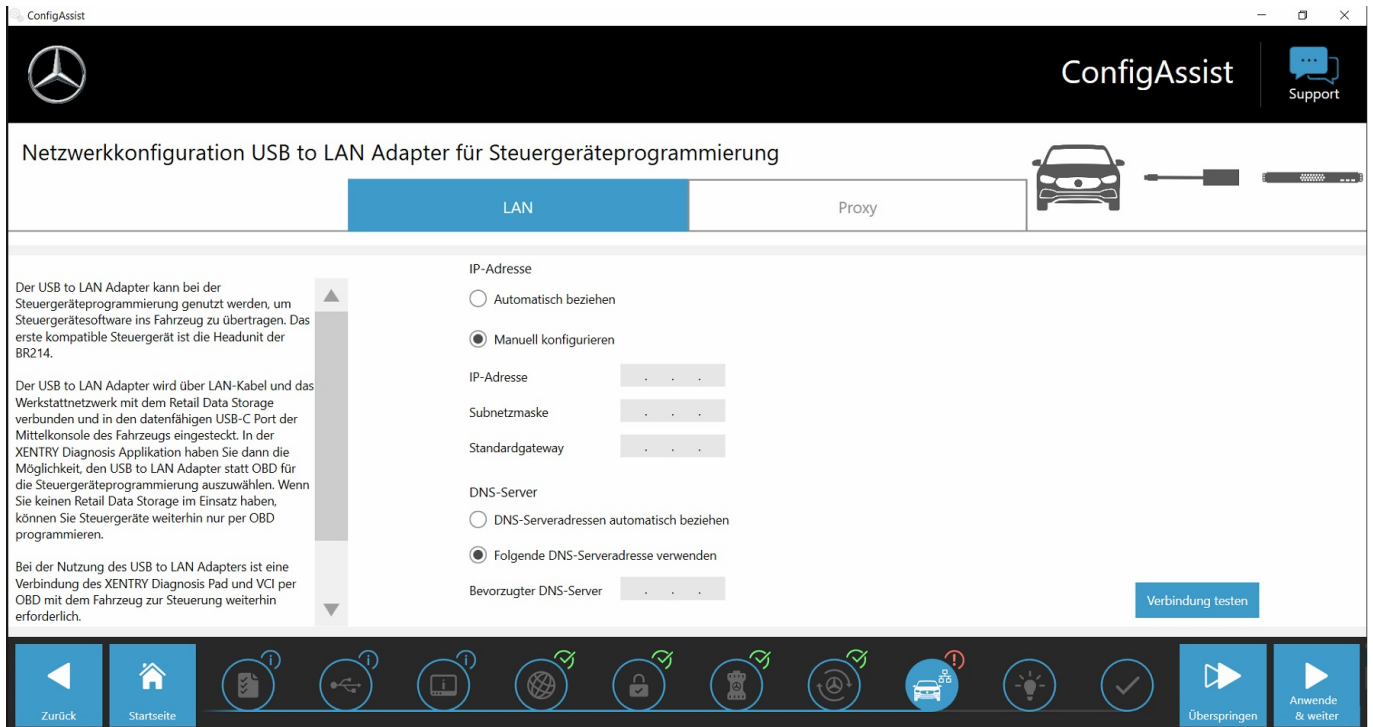 ConfigAssist
ConfigAssist
Support
Netzwerkkonfiguration USB to LAN Adapter für Steuergeräteprogrammierung
LAN
Proxy
Der USB to LAN Adapter kann bei der
Steuergeräteprogrammierung genutzt werden, um
Steuergerätesoftware ins Fahrzeug zu übertragen. Das
erste kompatible Steuergerät ist die Headunit der
BR214.
Der USB to LAN Adapter wird über LAN-Kabel und das
Werkstattnetzwerk mit dem Retail Data Storage
verbunden und in den datenfähigen USB-C Port der
Mittelkonsole des Fahrzeugs eingesteckt. In der
XENTRY Diagnosis Applikation haben Sie dann die
Möglichkeit, den USB to LAN Adapter statt OBD für
die Steuergeräteprogrammierung auszuwählen. Wenn
Sie keinen Retail Data Storage im Einsatz haben,
können Sie Steuergeräte weiterhin nur per OBD
programmieren.
Bei der Nutzung des USB to LAN Adapters ist eine
Verbindung des XENTRY Diagnosis Pad und VCI per
OBD mit dem Fahrzeug zur Steuerung weiterhin
erforderlich.
IP-Adresse
Automatisch beziehen
Manuell konfigurieren
IP-Adresse . . .
Subnetzmaske . . .
Standardgateway . . .
DNS-Server
DNS-Serveradressen automatisch beziehen
Folgende DNS-Serveradresse verwenden
Bevorzugter DNS-Server . . .
Verbindung testen
Zurück
Startseite
Überspringen
Anwende
& weiter